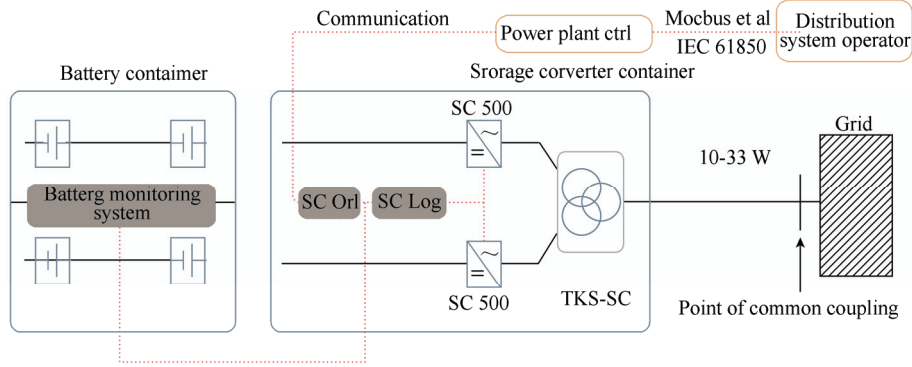 Communication
Power plant ctrl
Mocbus et al
IEC 61850
Distribution
system operator
Battery contaimer
Srorage corverter container
SC 500
Grid
10-33 W
Batterg monitoring
system
SC Orl
SC Log
SC 500
TKS-SC
Point of common coupling